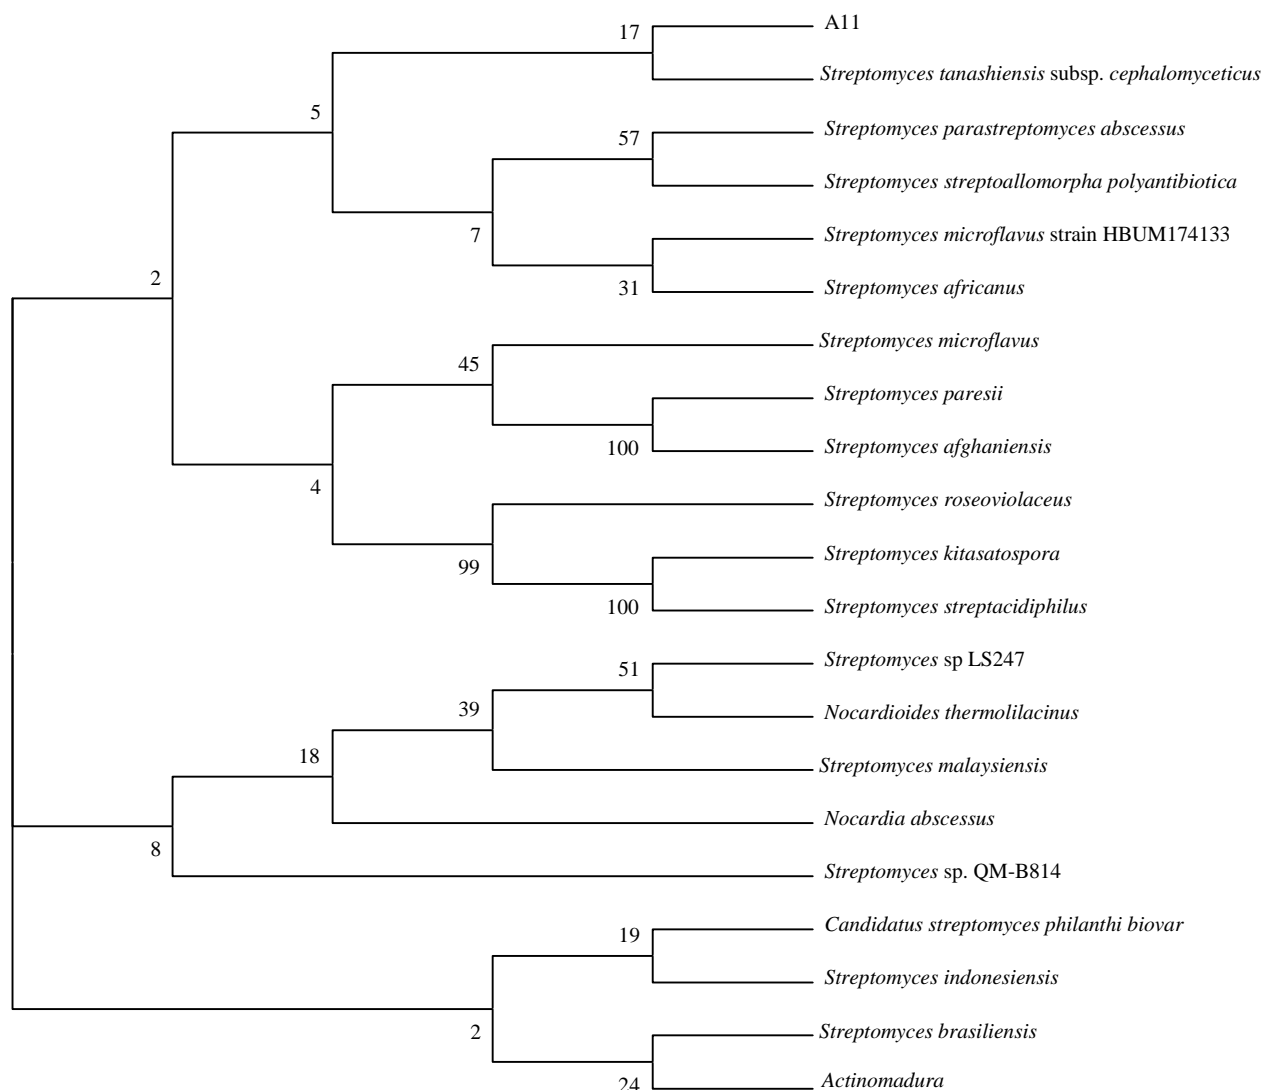 A11
17
Streptomyces tanashiensis subsp. cephalomyceticus
5
Streptomyces parastreptomyces abscessus
57
Streptomyces streptoallomorpha polyantibiotica
7
Streptomyces microflavus strain HBUM174133
31
Streptomyces africanus
2
Streptomyces microflavus
45
Streptomyces paresii
100
Streptomyces afghaniensis
4
Streptomyces roseoviolaceus
99
Streptomyces kitasatospora
100
Streptomyces streptacidiphilus
Streptomyces sp LS247
51
39
Nocardioides thermolilacinus
18
Streptomyces malaysiensis
Nocardia abscessus
8
Streptomyces sp. QM-B814
Candidatus streptomyces philanthi biovar
19
Streptomyces indonesiensis
2
Streptomyces brasiliensis
24
Actinomadura